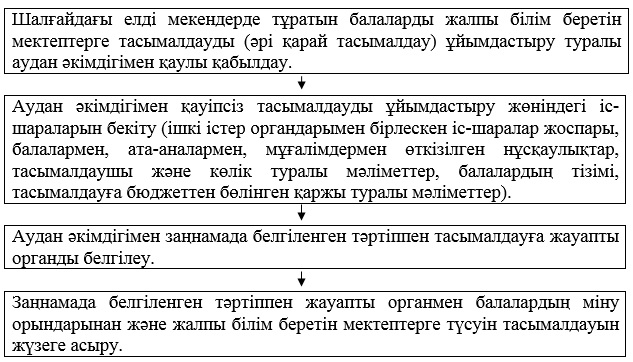 Шалғайдағы елді мекендерде тұратын балаларды жалпы білім беретін
мектептерге тасымалдауды (әрі қарай тасымалдау) ұйымдастыру туралы
аудан әкімдігімен қаулы қабылдау.
Аудан әкімдігімен қауіпсіз тасымалдауды ұйымдастыру жөніндегі іс-
шараларын бекіту (ішкі істер органдарымен бірлескен іс-шаралар жоспары,
балалармен, ата-аналармен, мұғалімдермен өткізілген нұсқаулықтар,
тасымалдаушы және көлік туралы мәліметтер, балалардың тізімі,
тасымалдауға бюджеттен бөлінген қаржы туралы мәліметтер).
Аудан әкімдігімен заңнамада белгіленген тәртіппен тасымалдауға жауапты
органды белгілеу.
Заңнамада белгіленген тәртіппен жауапты органмен балалардың міну
орындарынан және жалпы білім беретін мектептерге түсуін тасымалдауын
жүзеге асыру.